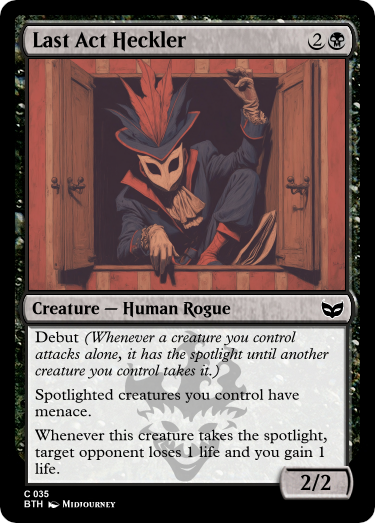 Last Act Heckler 2
Creature — Human Rogue
Debut (Whenever a creature you control
attacks alone, it has the spotlight until another
creature you control takes it.)
Spotlighted creatures you control have
menace.
Whenever this creature takes the spotlight,
target opponent loses 1 life and you gain 1
life.
2/2
C 035
BTH Midjourney